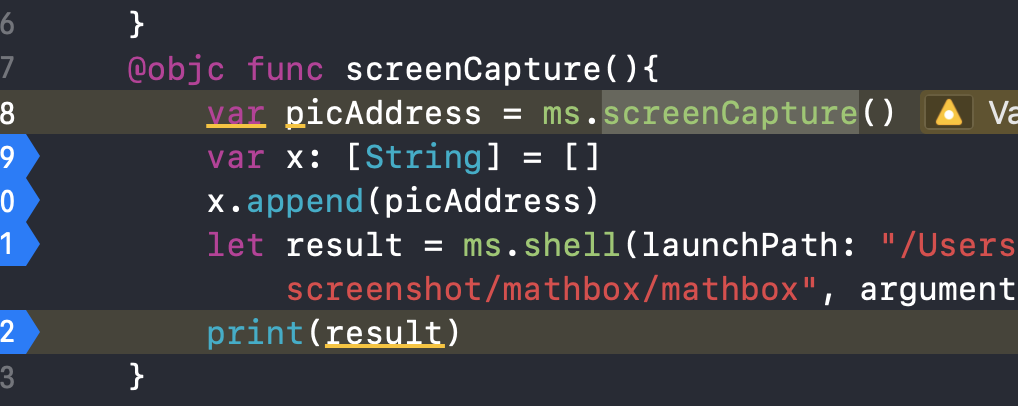 6 }
7 @objc func screenCapture(){
8 var picAddress = ms.screenCapture() Va
9 var x: [String] = []
0 x.append(picAddress)
1 let result = ms.shell(launchPath: "/Users
screenshot/mathbox/mathbox", argument
2 print(result)
3 }